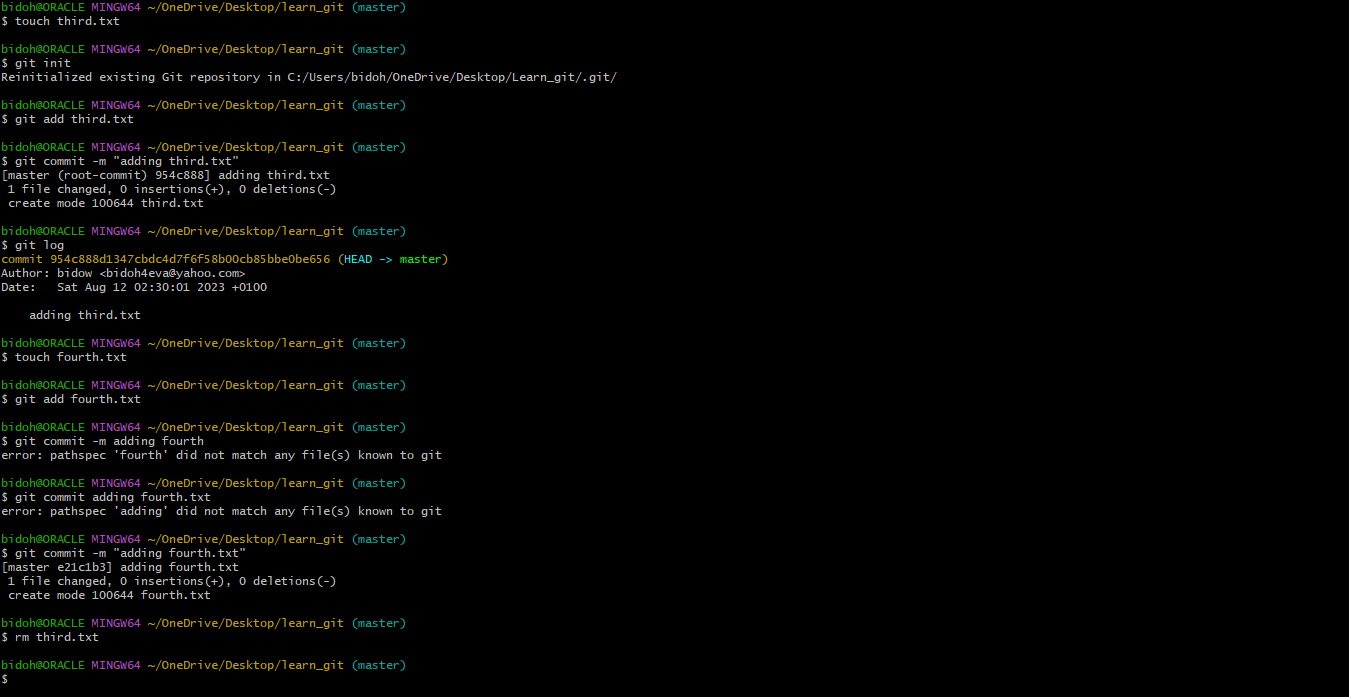 bidoh@ORACLE MINGW64 ~/OneDrive/Desktop/learn_git (master)
$ touch third.txt
bidoh@ORACLE MINGW64 ~/OneDrive/Desktop/learn_git (master)
$ git init
Reinitialized existing Git repository in C:/Users/bidoh/OneDrive/Desktop/Learn_git/.git/
bidoh@ORACLE MINGW64 ~/OneDrive/Desktop/learn_git (master)
$ git add third.txt
bidoh@ORACLE MINGW64 ~/OneDrive/Desktop/learn_git (master)
$ git commit -m "adding third.txt"
[master (root-commit) 954c888] adding third.txt
 1 file changed, 0 insertions(+), 0 deletions(-)
 create mode 100644 third.txt
bidoh@ORACLE MINGW64 ~/OneDrive/Desktop/learn_git (master)
$ git log
commit 954c888d1347cbdc4d7f6f58b00cb85bbe0be656 (HEAD -> master)
Author: bidow <bidoh4eva@yahoo.com>
Date:   Sat Aug 12 02:30:01 2023 +0100
    adding third.txt
bidoh@ORACLE MINGW64 ~/OneDrive/Desktop/learn_git (master)
$ touch fourth.txt
bidoh@ORACLE MINGW64 ~/OneDrive/Desktop/learn_git (master)
$ git add fourth.txt
bidoh@ORACLE MINGW64 ~/OneDrive/Desktop/learn_git (master)
$ git commit -m adding fourth
error: pathspec 'fourth' did not match any file(s) known to git
bidoh@ORACLE MINGW64 ~/OneDrive/Desktop/learn_git (master)
$ git commit adding fourth.txt
error: pathspec 'adding' did not match any file(s) known to git
bidoh@ORACLE MINGW64 ~/OneDrive/Desktop/learn_git (master)
$ git commit -m "adding fourth.txt"
[master e21c1b3] adding fourth.txt
 1 file changed, 0 insertions(+), 0 deletions(-)
 create mode 100644 fourth.txt
bidoh@ORACLE MINGW64 ~/OneDrive/Desktop/learn_git (master)
$ rm third.txt
bidoh@ORACLE MINGW64 ~/OneDrive/Desktop/learn_git (master)
$